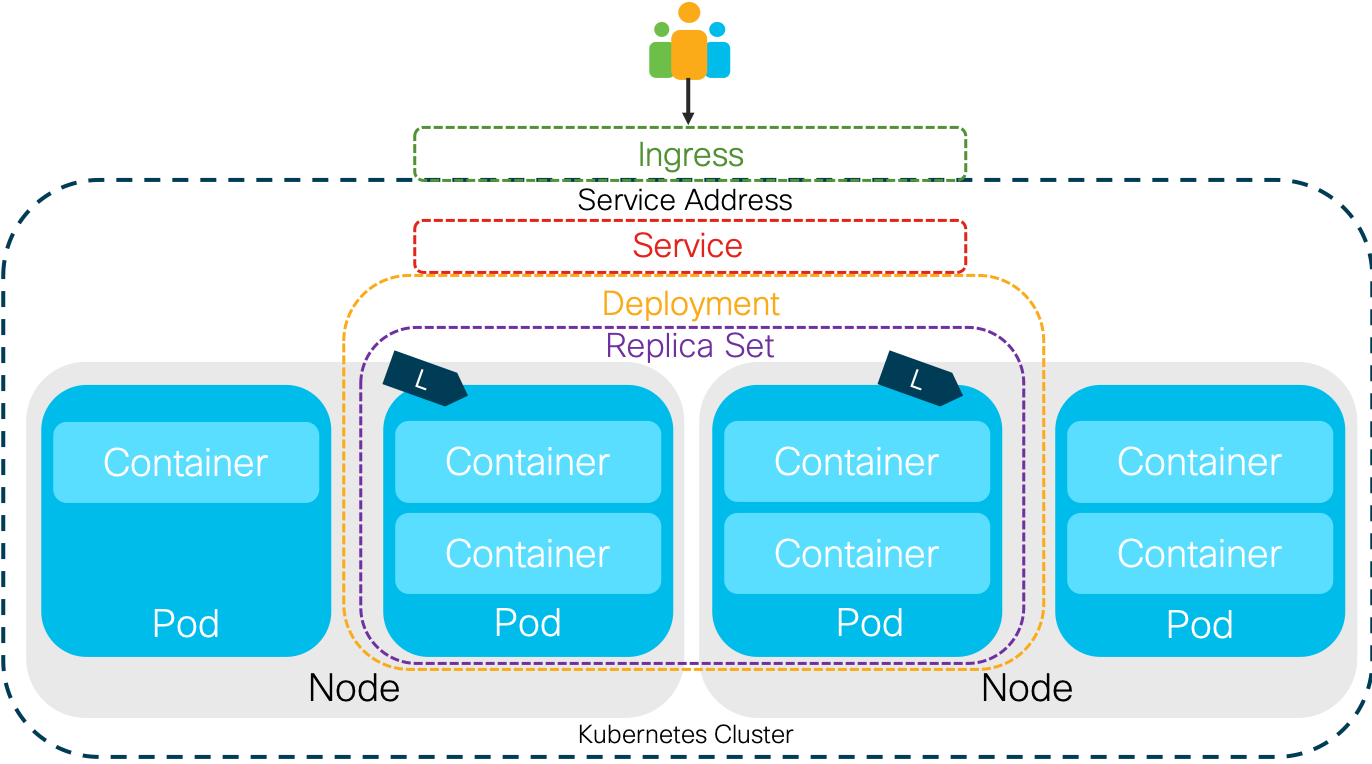 Ingress
Service Address
Service
Deployment
Replica Set
L
L
Container
Container
Container
Container
Container
Container
Container
Pod
Pod
Pod
Pod
Node
Node
Kubernetes Cluster